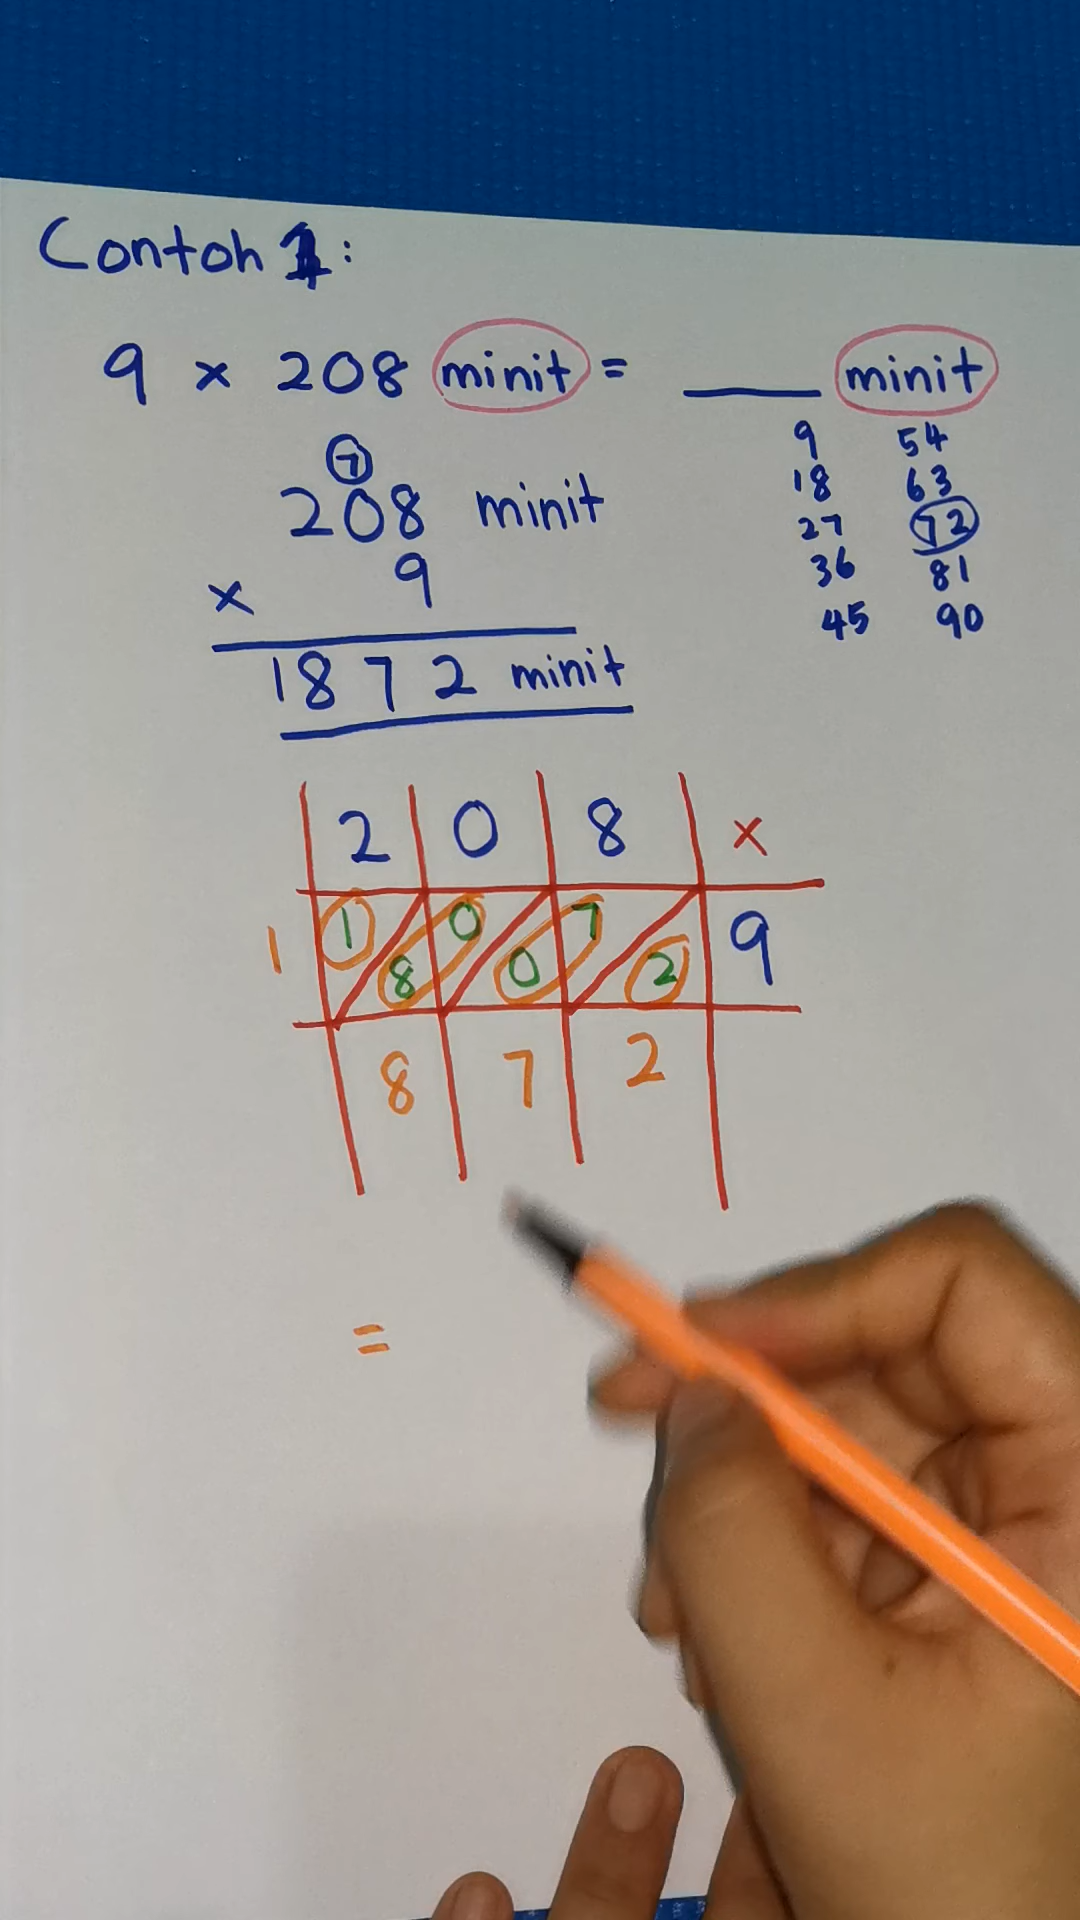 Contoh 1:
9 x 208 minit = ____ minit
9 54
18 63
27 72
36 81
45 90
7
208 minit
x 9
1872 minit
2 0 8 x
1 1 0 7 9
8 0 2
8 7 2
=